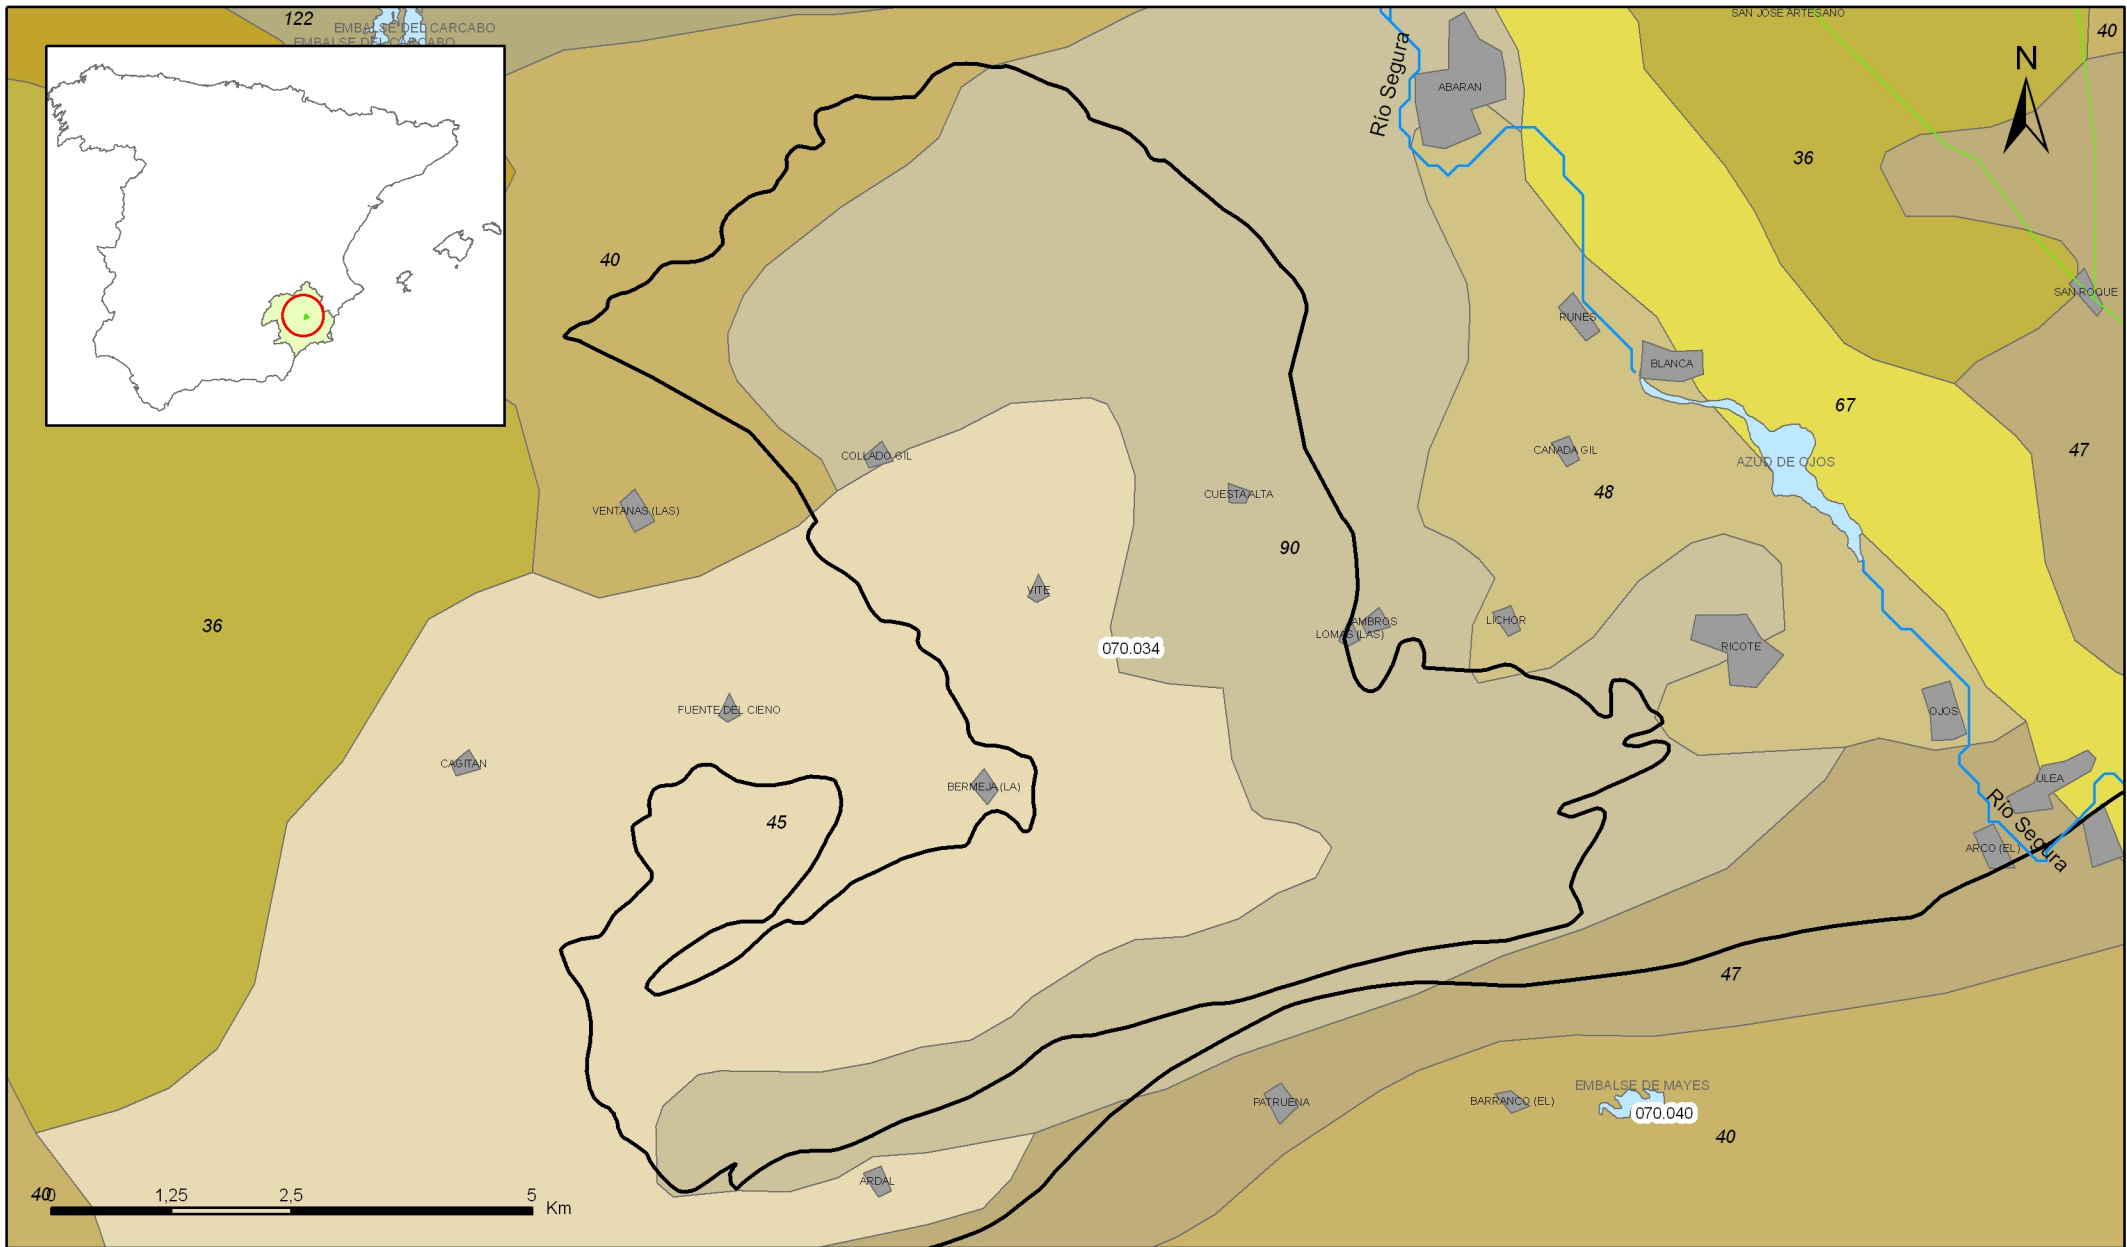 122
EMBALSE DEL CARCABO
EMBALSE DEL CARCABO
SAN JOSE ARTESANO
40
N
Río Segura
ABARAN
36
40
SAN ROQUE
RUNES
BLANCA
67
47
COLLADO GIL
CAÑADA GIL
AZUD DE OJOS
CUESTA ALTA
48
VENTANAS (LAS)
90
VITE
36
AMBROS
LICHOR
LOMAS (LAS)
070.034
RICOTE
FUENTE DEL CIENO
OJOS
CAGITAN
ULEA
BERMEJA (LA)
45
Río Segura
ARCO (EL)
47
EMBALSE DE MAYES
PATRUENA
BARRANCO (EL)
070.040
40
ARDAL
40
0 1,25 2,5 5
Km